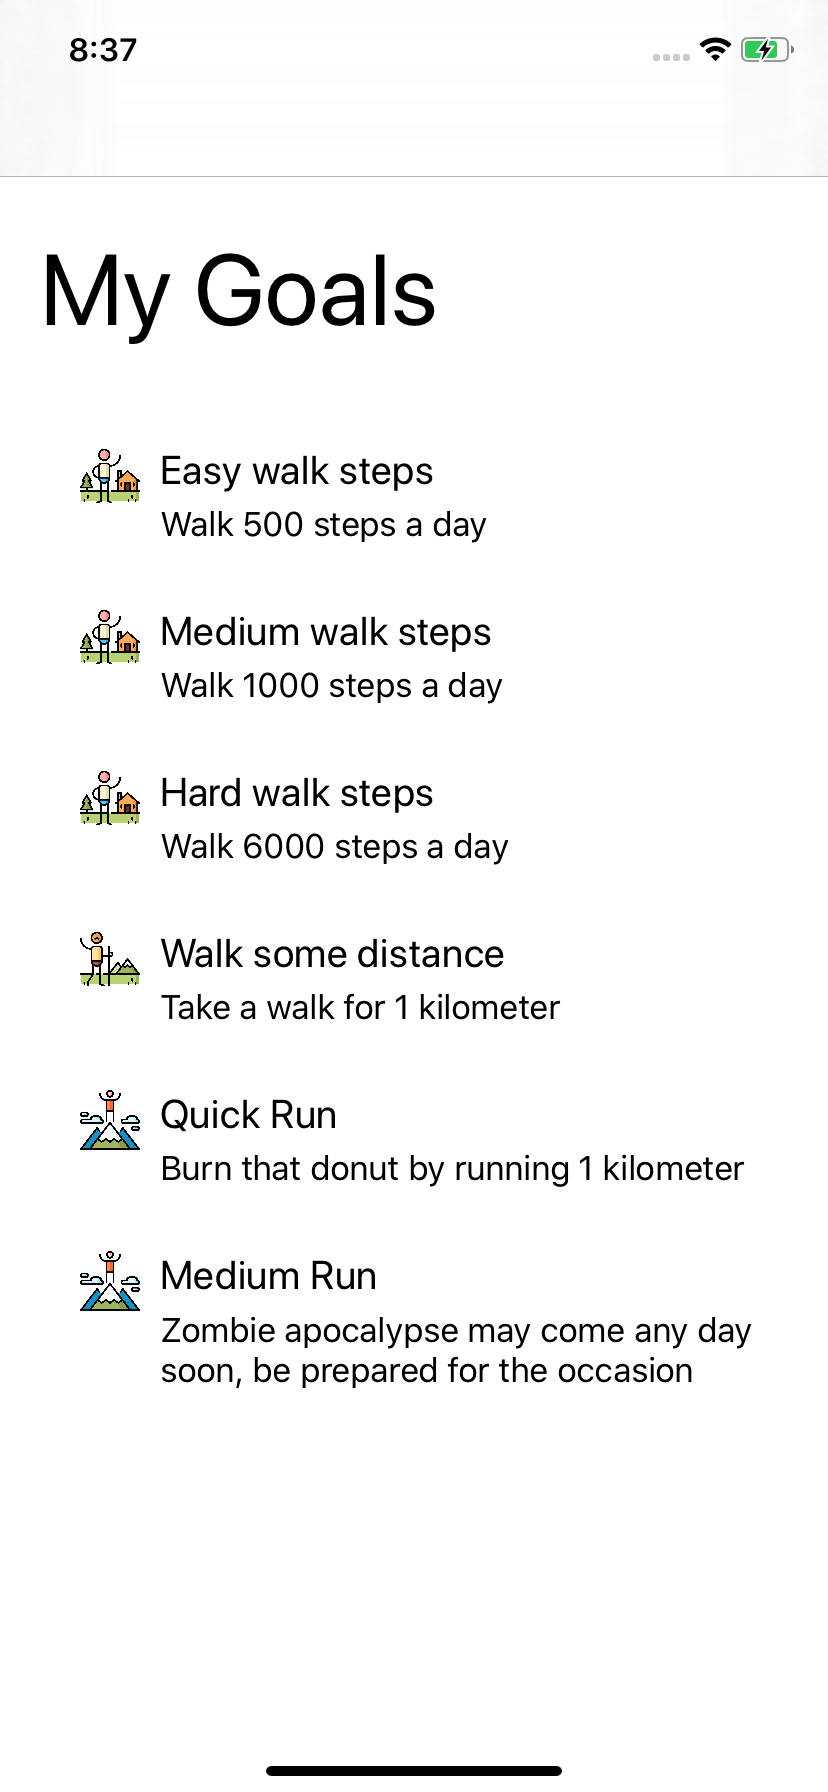 8:37
My Goals
Easy walk steps
Walk 500 steps a day
Medium walk steps
Walk 1000 steps a day
Hard walk steps
Walk 6000 steps a day
Walk some distance
Take a walk for 1 kilometer
Quick Run
Burn that donut by running 1 kilometer
Medium Run
Zombie apocalypse may come any day
soon, be prepared for the occasion